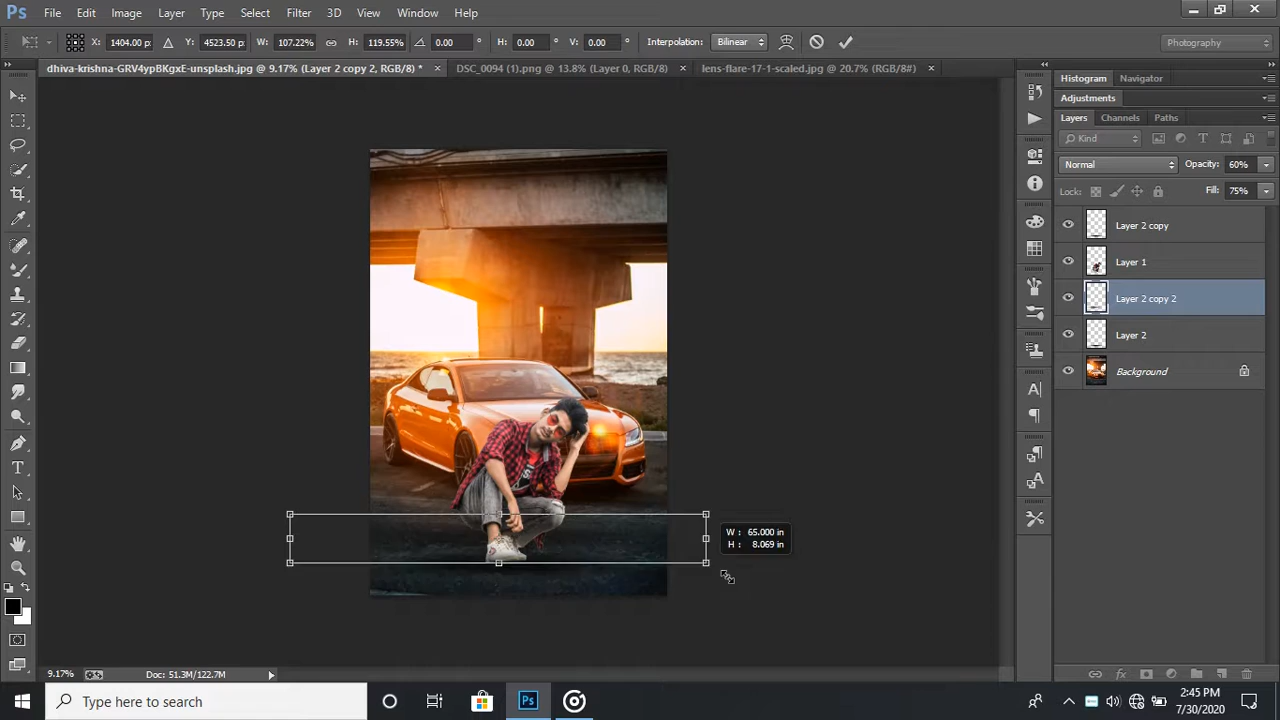 Ps File Edit Image Layer Type Select Filter 3D View Window Help
X: 1404.00 px Y: 4523.50 px W: 107.22% H: 119.55% 0.00 ° H: 0.00 ° V: 0.00 ° Interpolation: Bilinear Photography
dhiva-krishna-GRV4ypBKgxE-unsplash.jpg @ 9.17% (Layer 2 copy 2, RGB/8) * × DSC_0094 (1).png @ 13.8% (Layer 0, RGB/8) × lens-flare-17-1-scaled.jpg @ 20.7% (RGB/8#) ×
Histogram Navigator
Adjustments
Layers Channels Paths
Kind
Normal Opacity: 60%
Lock: Fill: 75%
Layer 2 copy
Layer 1
Layer 2 copy 2
Layer 2
Background
W : 65.000 in
H : 8.069 in
9.17% Doc: 51.3M/122.7M
Type here to search
Ps
2:45 PM
7/30/2020